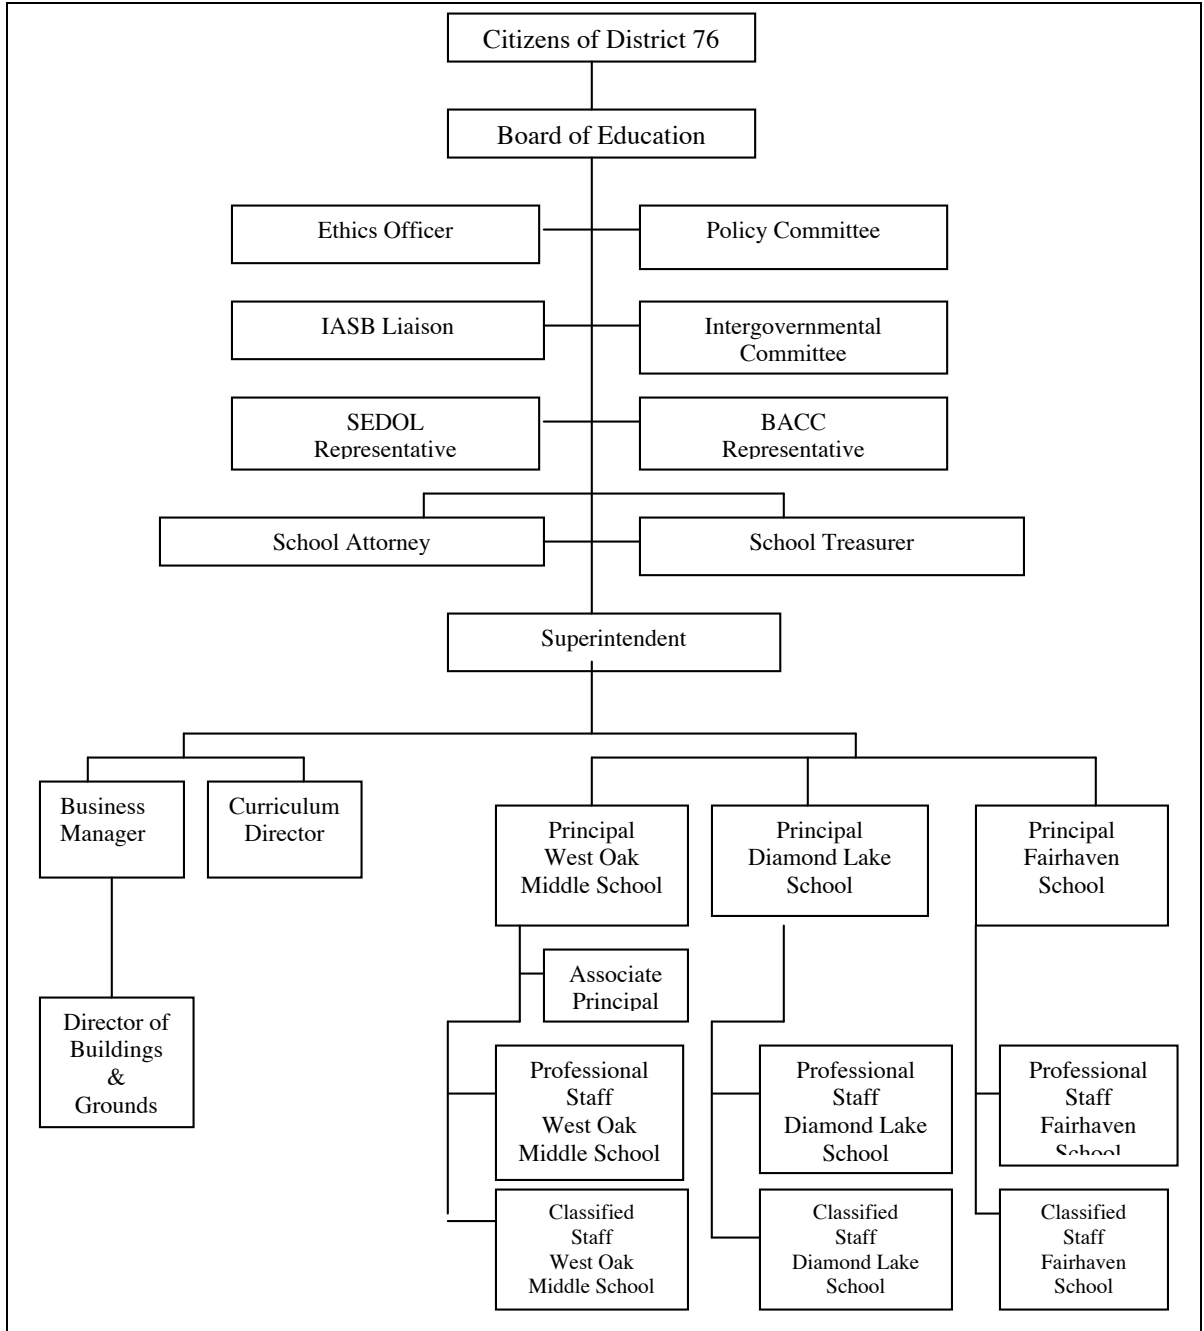 Citizens of District 76
Board of Education
Ethics Officer
Policy Committee
IASB Liaison
Intergovernmental
Committee
SEDOL
Representative
BACC
Representative
School Attorney
School Treasurer
Superintendent
Business
Manager
Curriculum
Director
Principal
West Oak
Middle School
Principal
Diamond Lake
School
Principal
Fairhaven
School
Associate
Principal
Director of
Buildings
&
Grounds
Professional
Staff
West Oak
Middle School
Professional
Staff
Diamond Lake
School
Professional
Staff
Fairhaven
School
Classified
Staff
West Oak
Middle School
Classified
Staff
Diamond Lake
School
Classified
Staff
Fairhaven
School